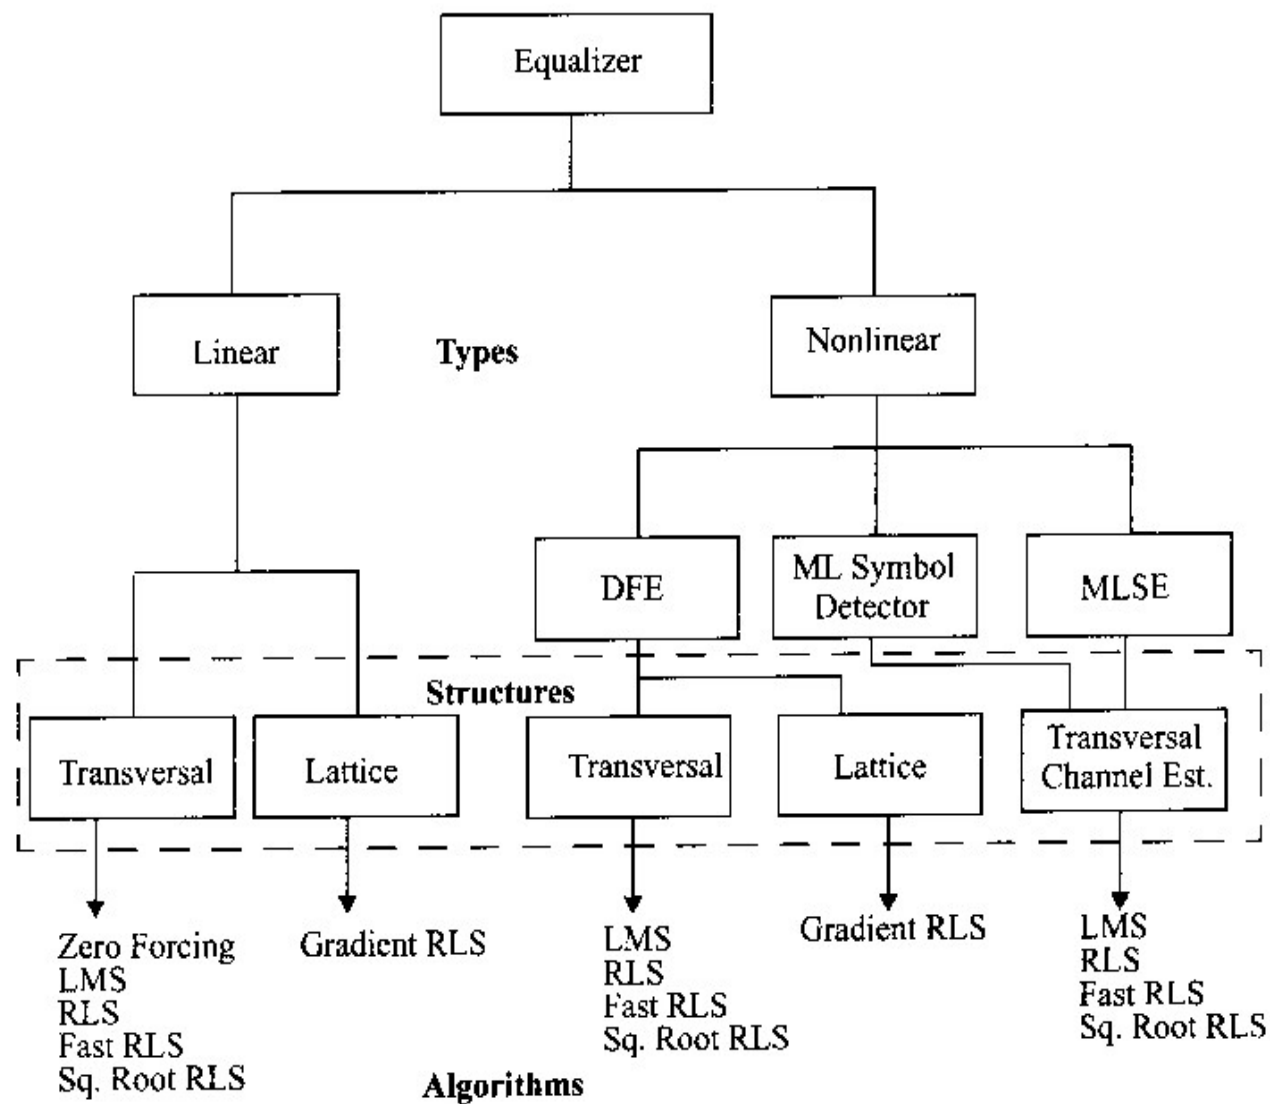 Equalizer
Linear
Types
Nonlinear
DFE
ML Symbol
Detector
MLSE
Structures
Transversal
Lattice
Transversal
Lattice
Transversal
Channel Est.
Zero Forcing
LMS
RLS
Fast RLS
Sq. Root RLS
Gradient RLS
LMS
RLS
Fast RLS
Sq. Root RLS
Gradient RLS
LMS
RLS
Fast RLS
Sq. Root RLS
Algorithms